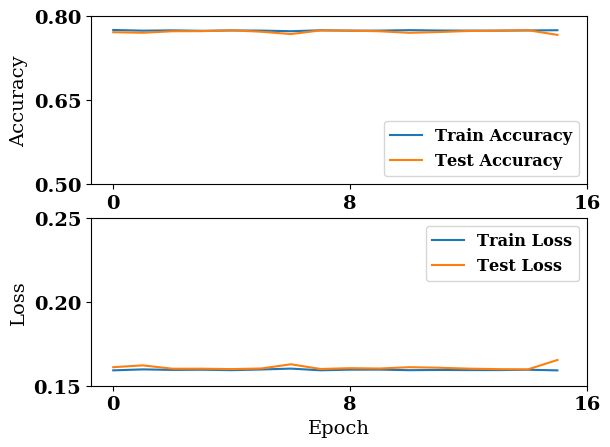 0.80
Accuracy
0.65
0.50
Train Accuracy
Test Accuracy
0 8 16
0.25
Loss
0.20
0.15
Train Loss
Test Loss
0 8 16
Epoch